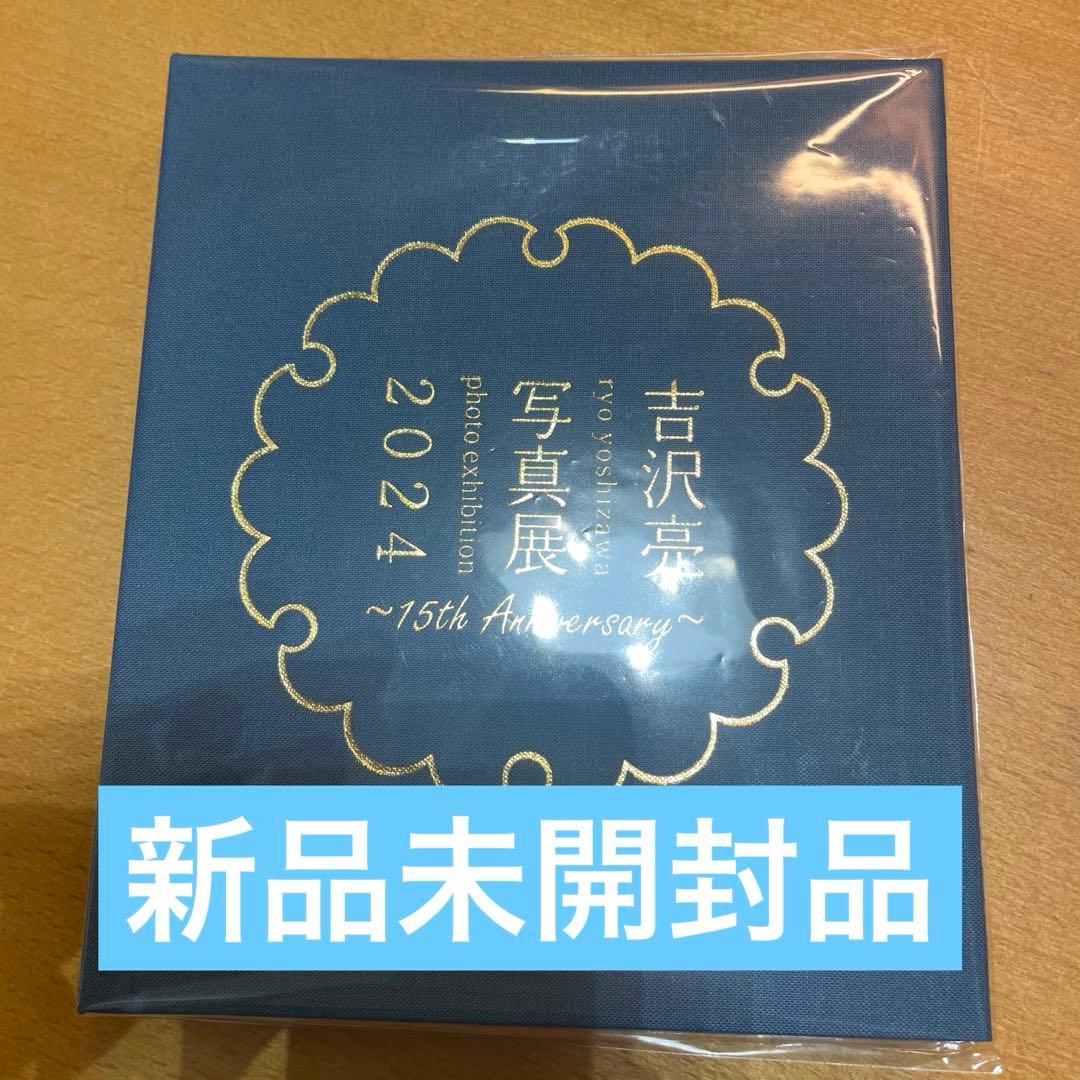 吉沢亮
ryo yoshizawa
写真展
photo exhibition
2024
~15th Anniversary~
新品未開封品